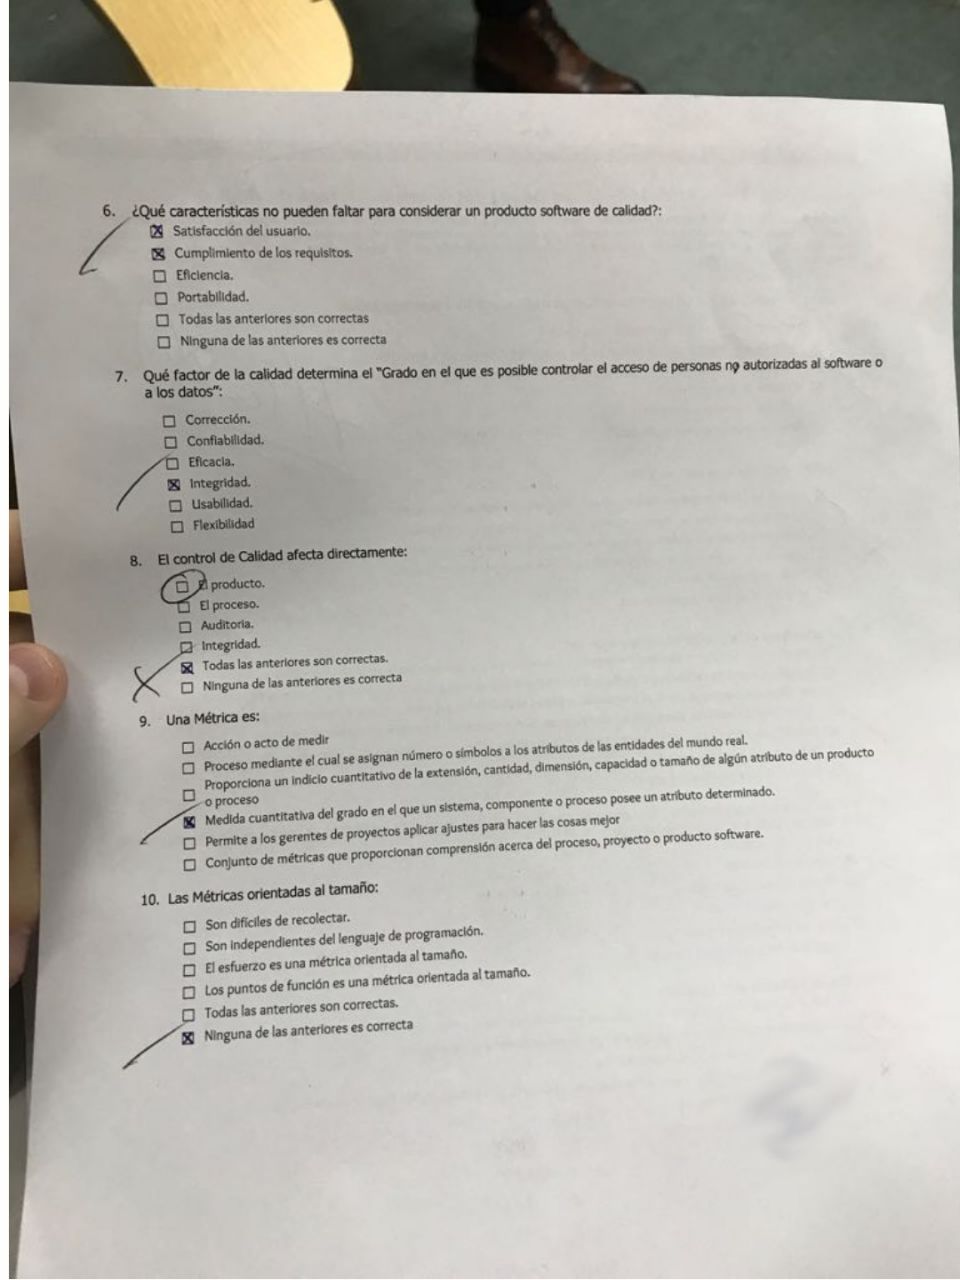 6. ¿Qué características no pueden faltar para considerar un producto software de calidad?:
☒ Satisfacción del usuario.
☒ Cumplimiento de los requisitos.
☐ Eficiencia.
☐ Portabilidad.
☐ Todas las anteriores son correctas
☐ Ninguna de las anteriores es correcta
7. Qué factor de la calidad determina el "Grado en el que es posible controlar el acceso de personas no autorizadas al software o
a los datos":
☐ Corrección.
☐ Confiabilidad.
☐ Eficacia.
☒ Integridad.
☐ Usabilidad.
☐ Flexibilidad
8. El control de Calidad afecta directamente:
☐ El producto.
☐ El proceso.
☐ Auditoria.
☐ Integridad.
☒ Todas las anteriores son correctas.
☐ Ninguna de las anteriores es correcta
9. Una Métrica es:
☐ Acción o acto de medir
☐ Proceso mediante el cual se asignan número o símbolos a los atributos de las entidades del mundo real.
☐ Proporciona un indicio cuantitativo de la extensión, cantidad, dimensión, capacidad o tamaño de algún atributo de un producto
o proceso
☒ Medida cuantitativa del grado en el que un sistema, componente o proceso posee un atributo determinado.
☐ Permite a los gerentes de proyectos aplicar ajustes para hacer las cosas mejor
☐ Conjunto de métricas que proporcionan comprensión acerca del proceso, proyecto o producto software.
10. Las Métricas orientadas al tamaño:
☐ Son difíciles de recolectar.
☐ Son independientes del lenguaje de programación.
☐ El esfuerzo es una métrica orientada al tamaño.
☐ Los puntos de función es una métrica orientada al tamaño.
☐ Todas las anteriores son correctas.
☒ Ninguna de las anteriores es correcta